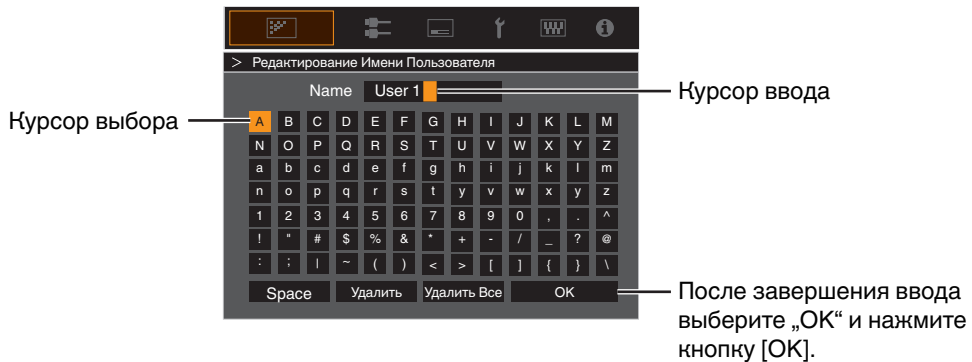 > Редактирование Имени Пользователя
Name User 1
Курсор ввода
Курсор выбора
A B C D E F G H I J K L M
N O P Q R S T U V W X Y Z
a b c d e f g h i j k l m
n o p q r s t y v w x y z
1 2 3 4 5 6 7 8 9 0 , . ^
! " # $ % & * + - / _ ? @
: ; | ~ ( ) < > [ ] { } \
Space Удалить Удалить Все OK
После завершения ввода
выберите „OK“ и нажмите
кнопку [OK].